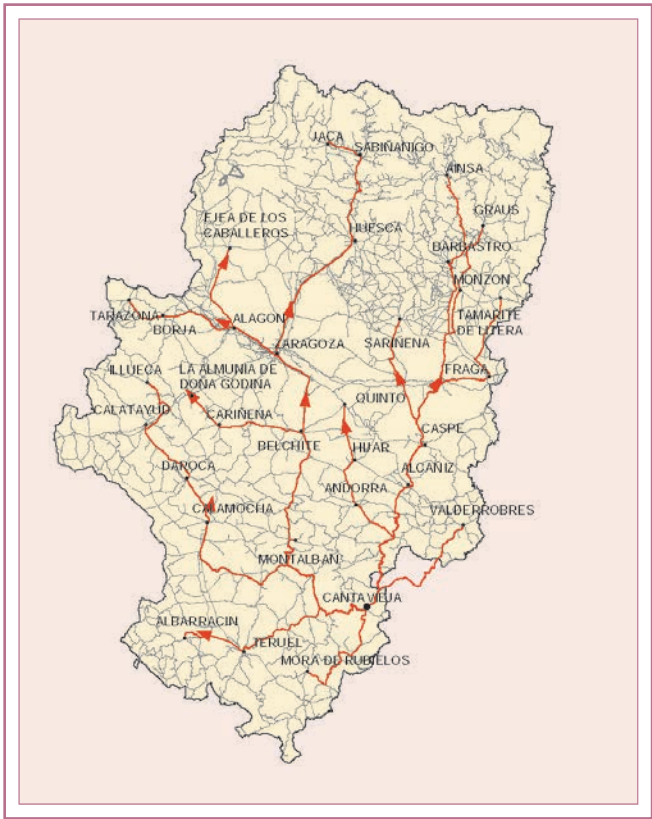 JACA
SABIÑANIGO
AINSA
GRAUS
EJEA DE LOS
CABALLEROS
HUESCA
BARBASTRO
MONZON
TARAZONA
BORJA
ALAGON
ZARAGOZA
SARIÑENA
TAMARITE
DE LITERA
ILLUECA
LA ALMUNIA DE
DOÑA GODINA
FRAGA
QUINTO
CALATAYUD
CARIÑENA
BELCHITE
CASPE
HIJAR
DAROCA
ALCAÑIZ
ANDORRA
CALAMOCHA
VALDERROBRES
MONTALBAN
CANTAVIEJA
ALBARRACIN
TERUEL
MORA DE RUBIELOS